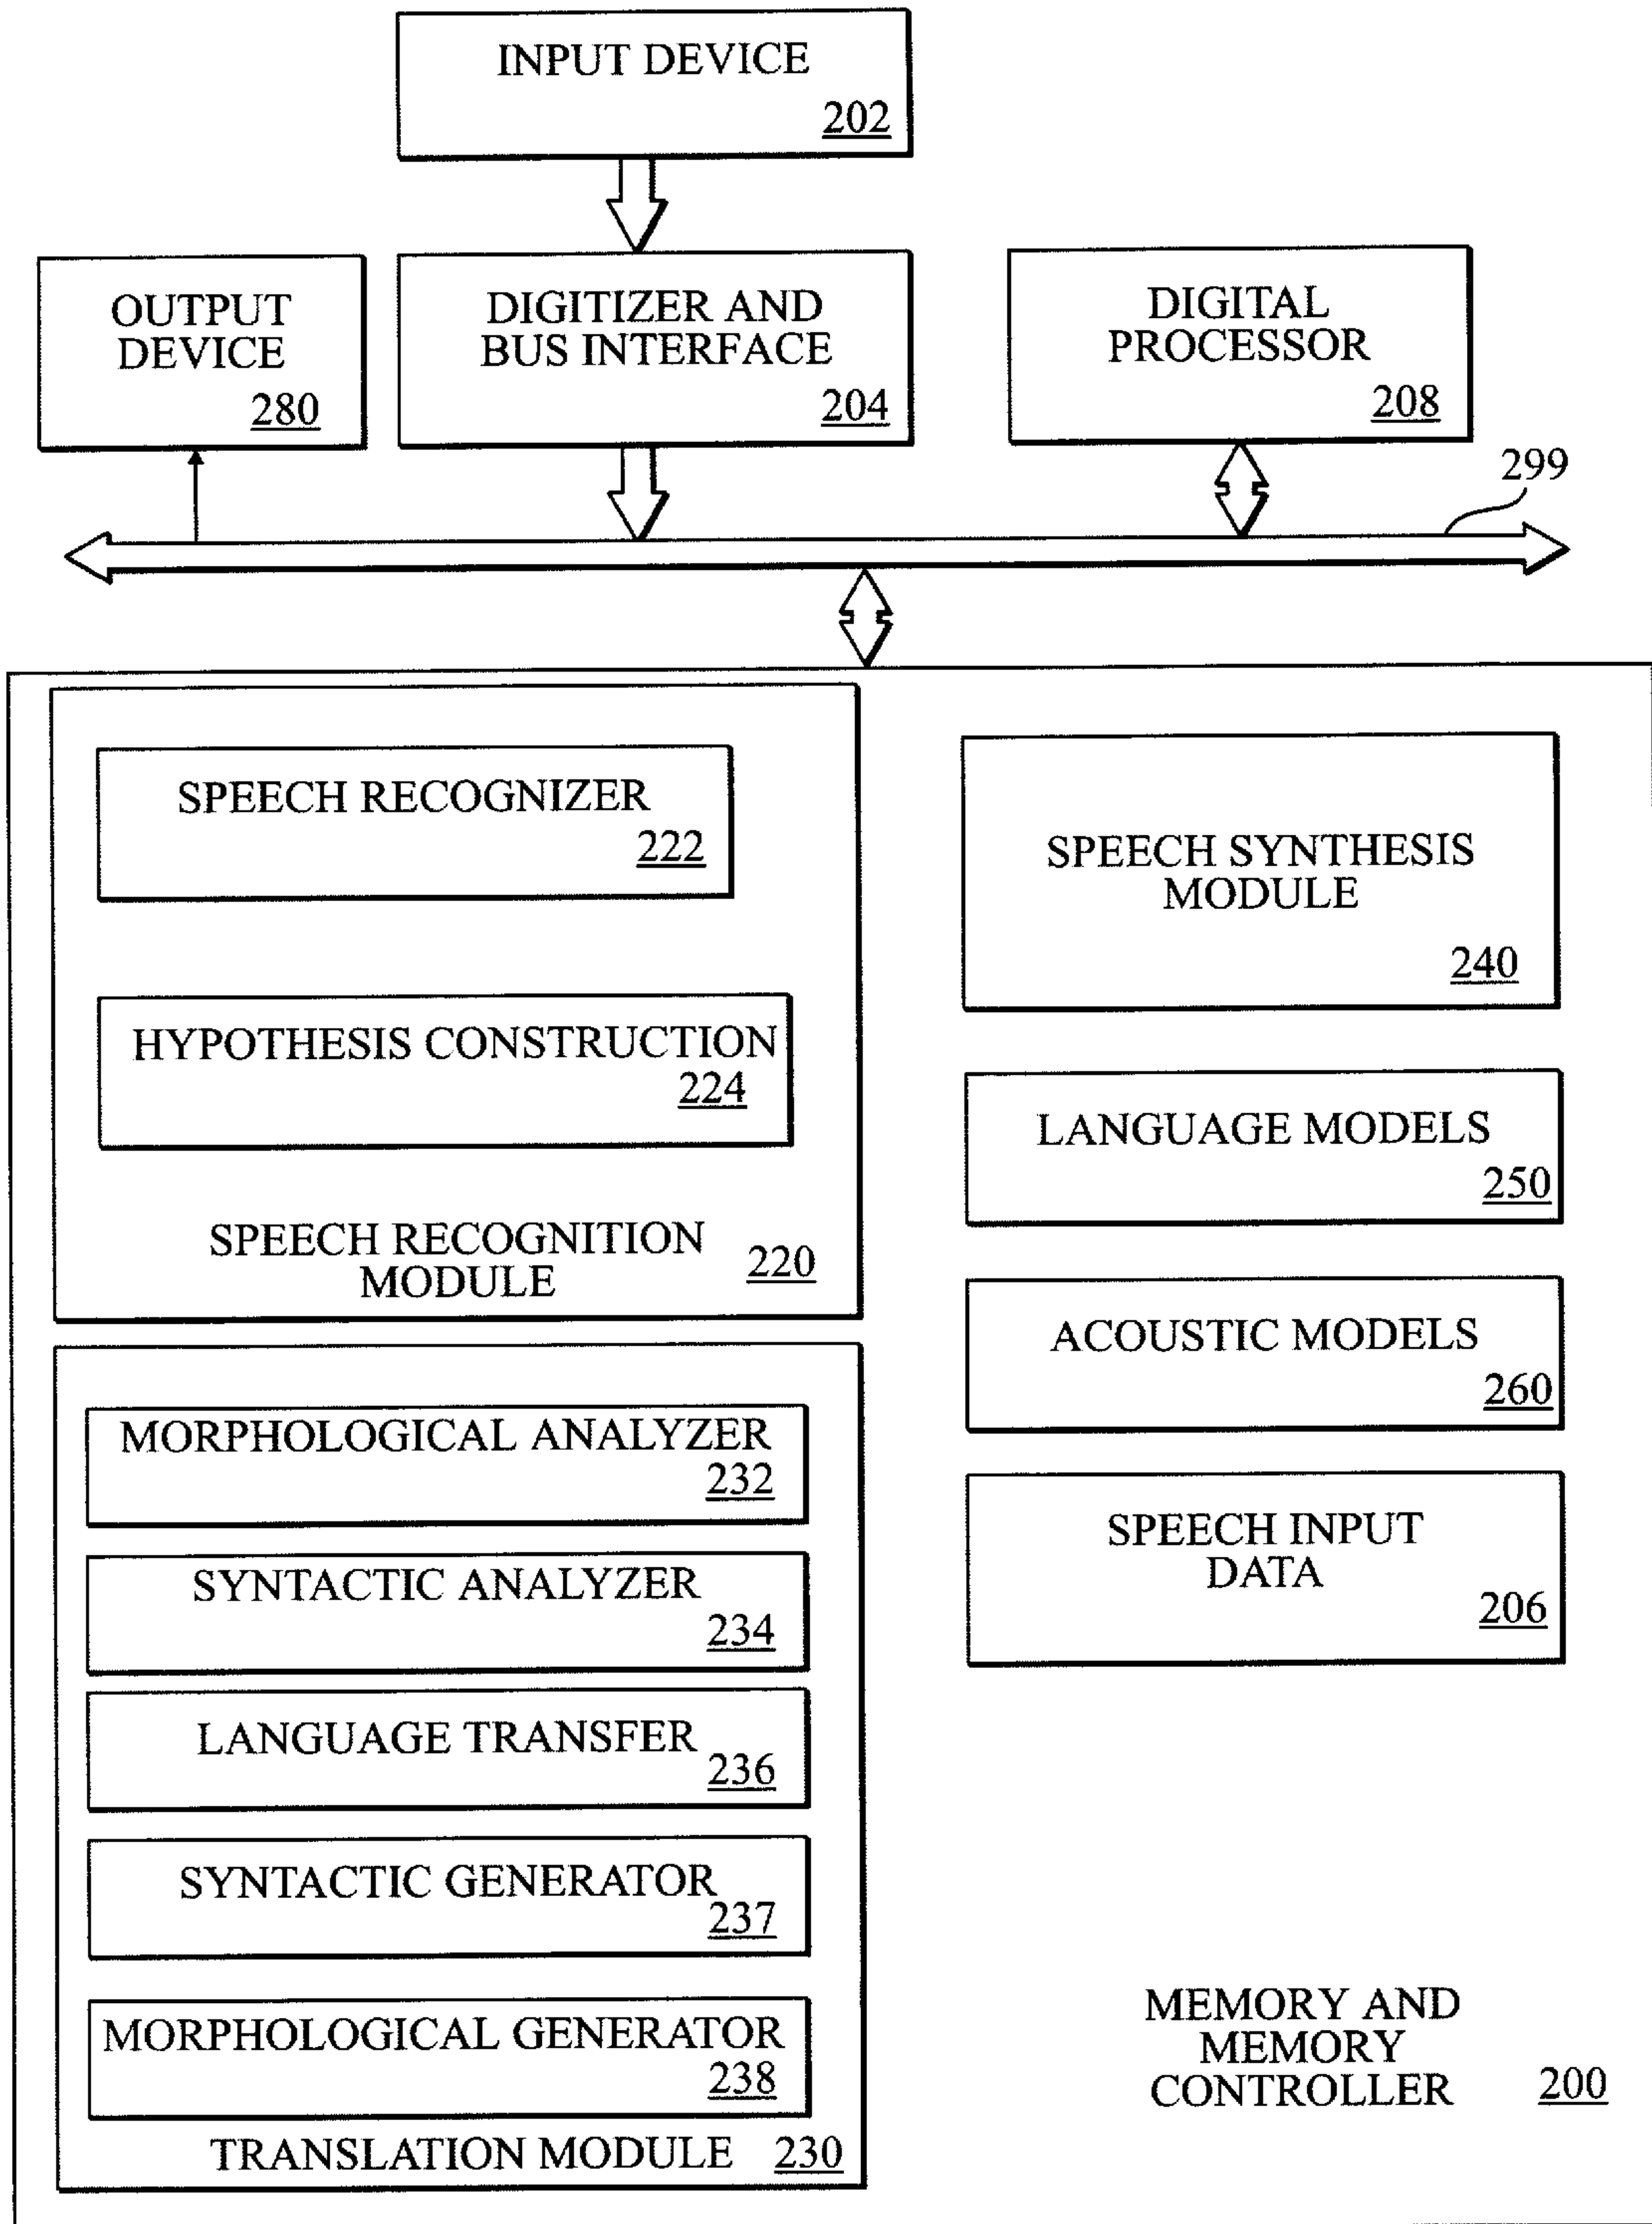 INPUT DEVICE
202
OUTPUT
DEVICE
280
DIGITIZER AND
BUS INTERFACE
204
DIGITAL
PROCESSOR
208
299
SPEECH RECOGNIZER
222
HYPOTHESIS CONSTRUCTION
224
SPEECH RECOGNITION
MODULE
220
MORPHOLOGICAL ANALYZER
232
SYNTACTIC ANALYZER
234
LANGUAGE TRANSFER
236
SYNTACTIC GENERATOR
237
MORPHOLOGICAL GENERATOR
238
TRANSLATION MODULE 230
SPEECH SYNTHESIS
MODULE
240
LANGUAGE MODELS
250
ACOUSTIC MODELS
260
SPEECH INPUT
DATA
206
MEMORY AND
MEMORY
CONTROLLER 200